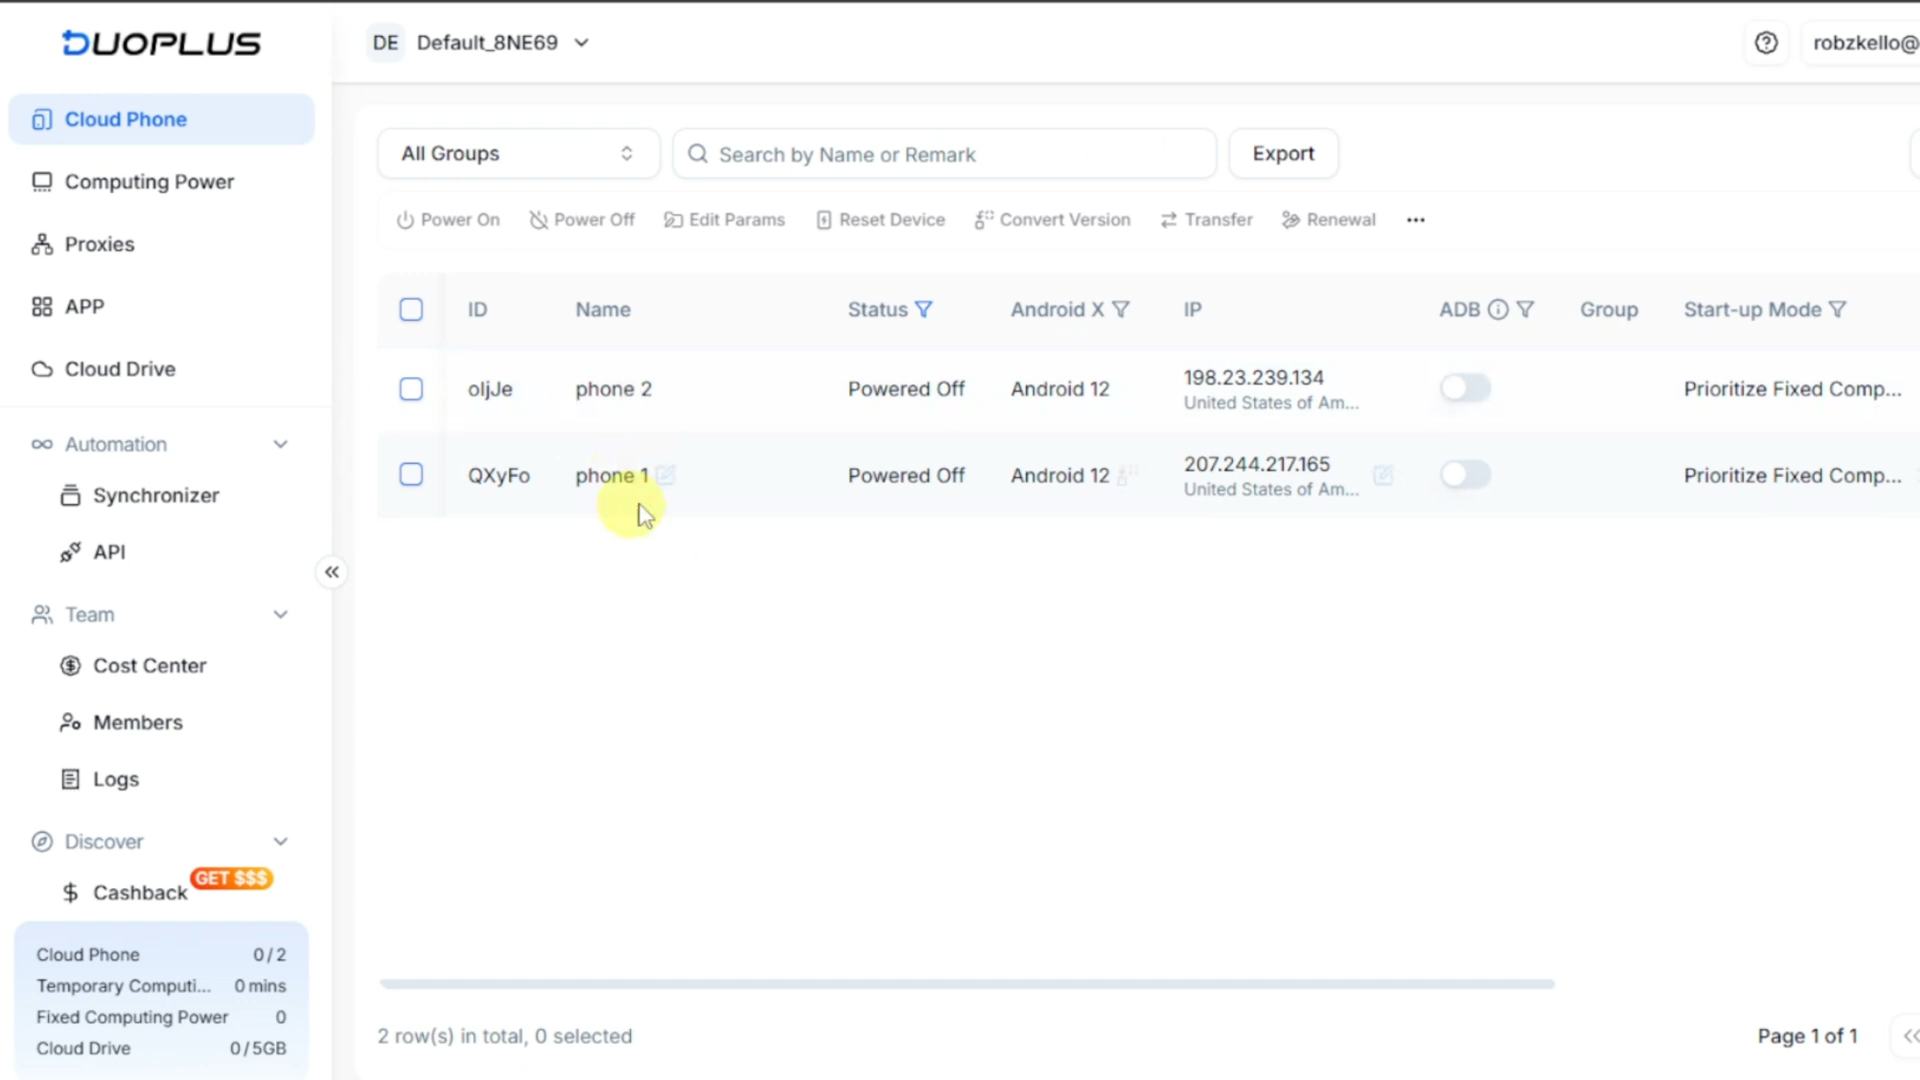 DUOPLUS
DE Default_8NE69
robzkello@
Cloud Phone
Computing Power
Proxies
APP
Cloud Drive
Automation
Synchronizer
API
Team
Cost Center
Members
Logs
Discover
Cashback GET $$$
Cloud Phone 0 / 2
Temporary Computi... 0 mins
Fixed Computing Power 0
Cloud Drive 0 / 5GB
All Groups Search by Name or Remark Export
Power On Power Off Edit Params Reset Device Convert Version Transfer Renewal ...
ID Name Status Android X IP ADB Group Start-up Mode
oljJe phone 2 Powered Off Android 12 198.23.239.134 Prioritize Fixed Comp...
United States of Am...
QXyFo phone 1 Powered Off Android 12 207.244.217.165 Prioritize Fixed Comp...
United States of Am...
2 row(s) in total, 0 selected Page 1 of 1